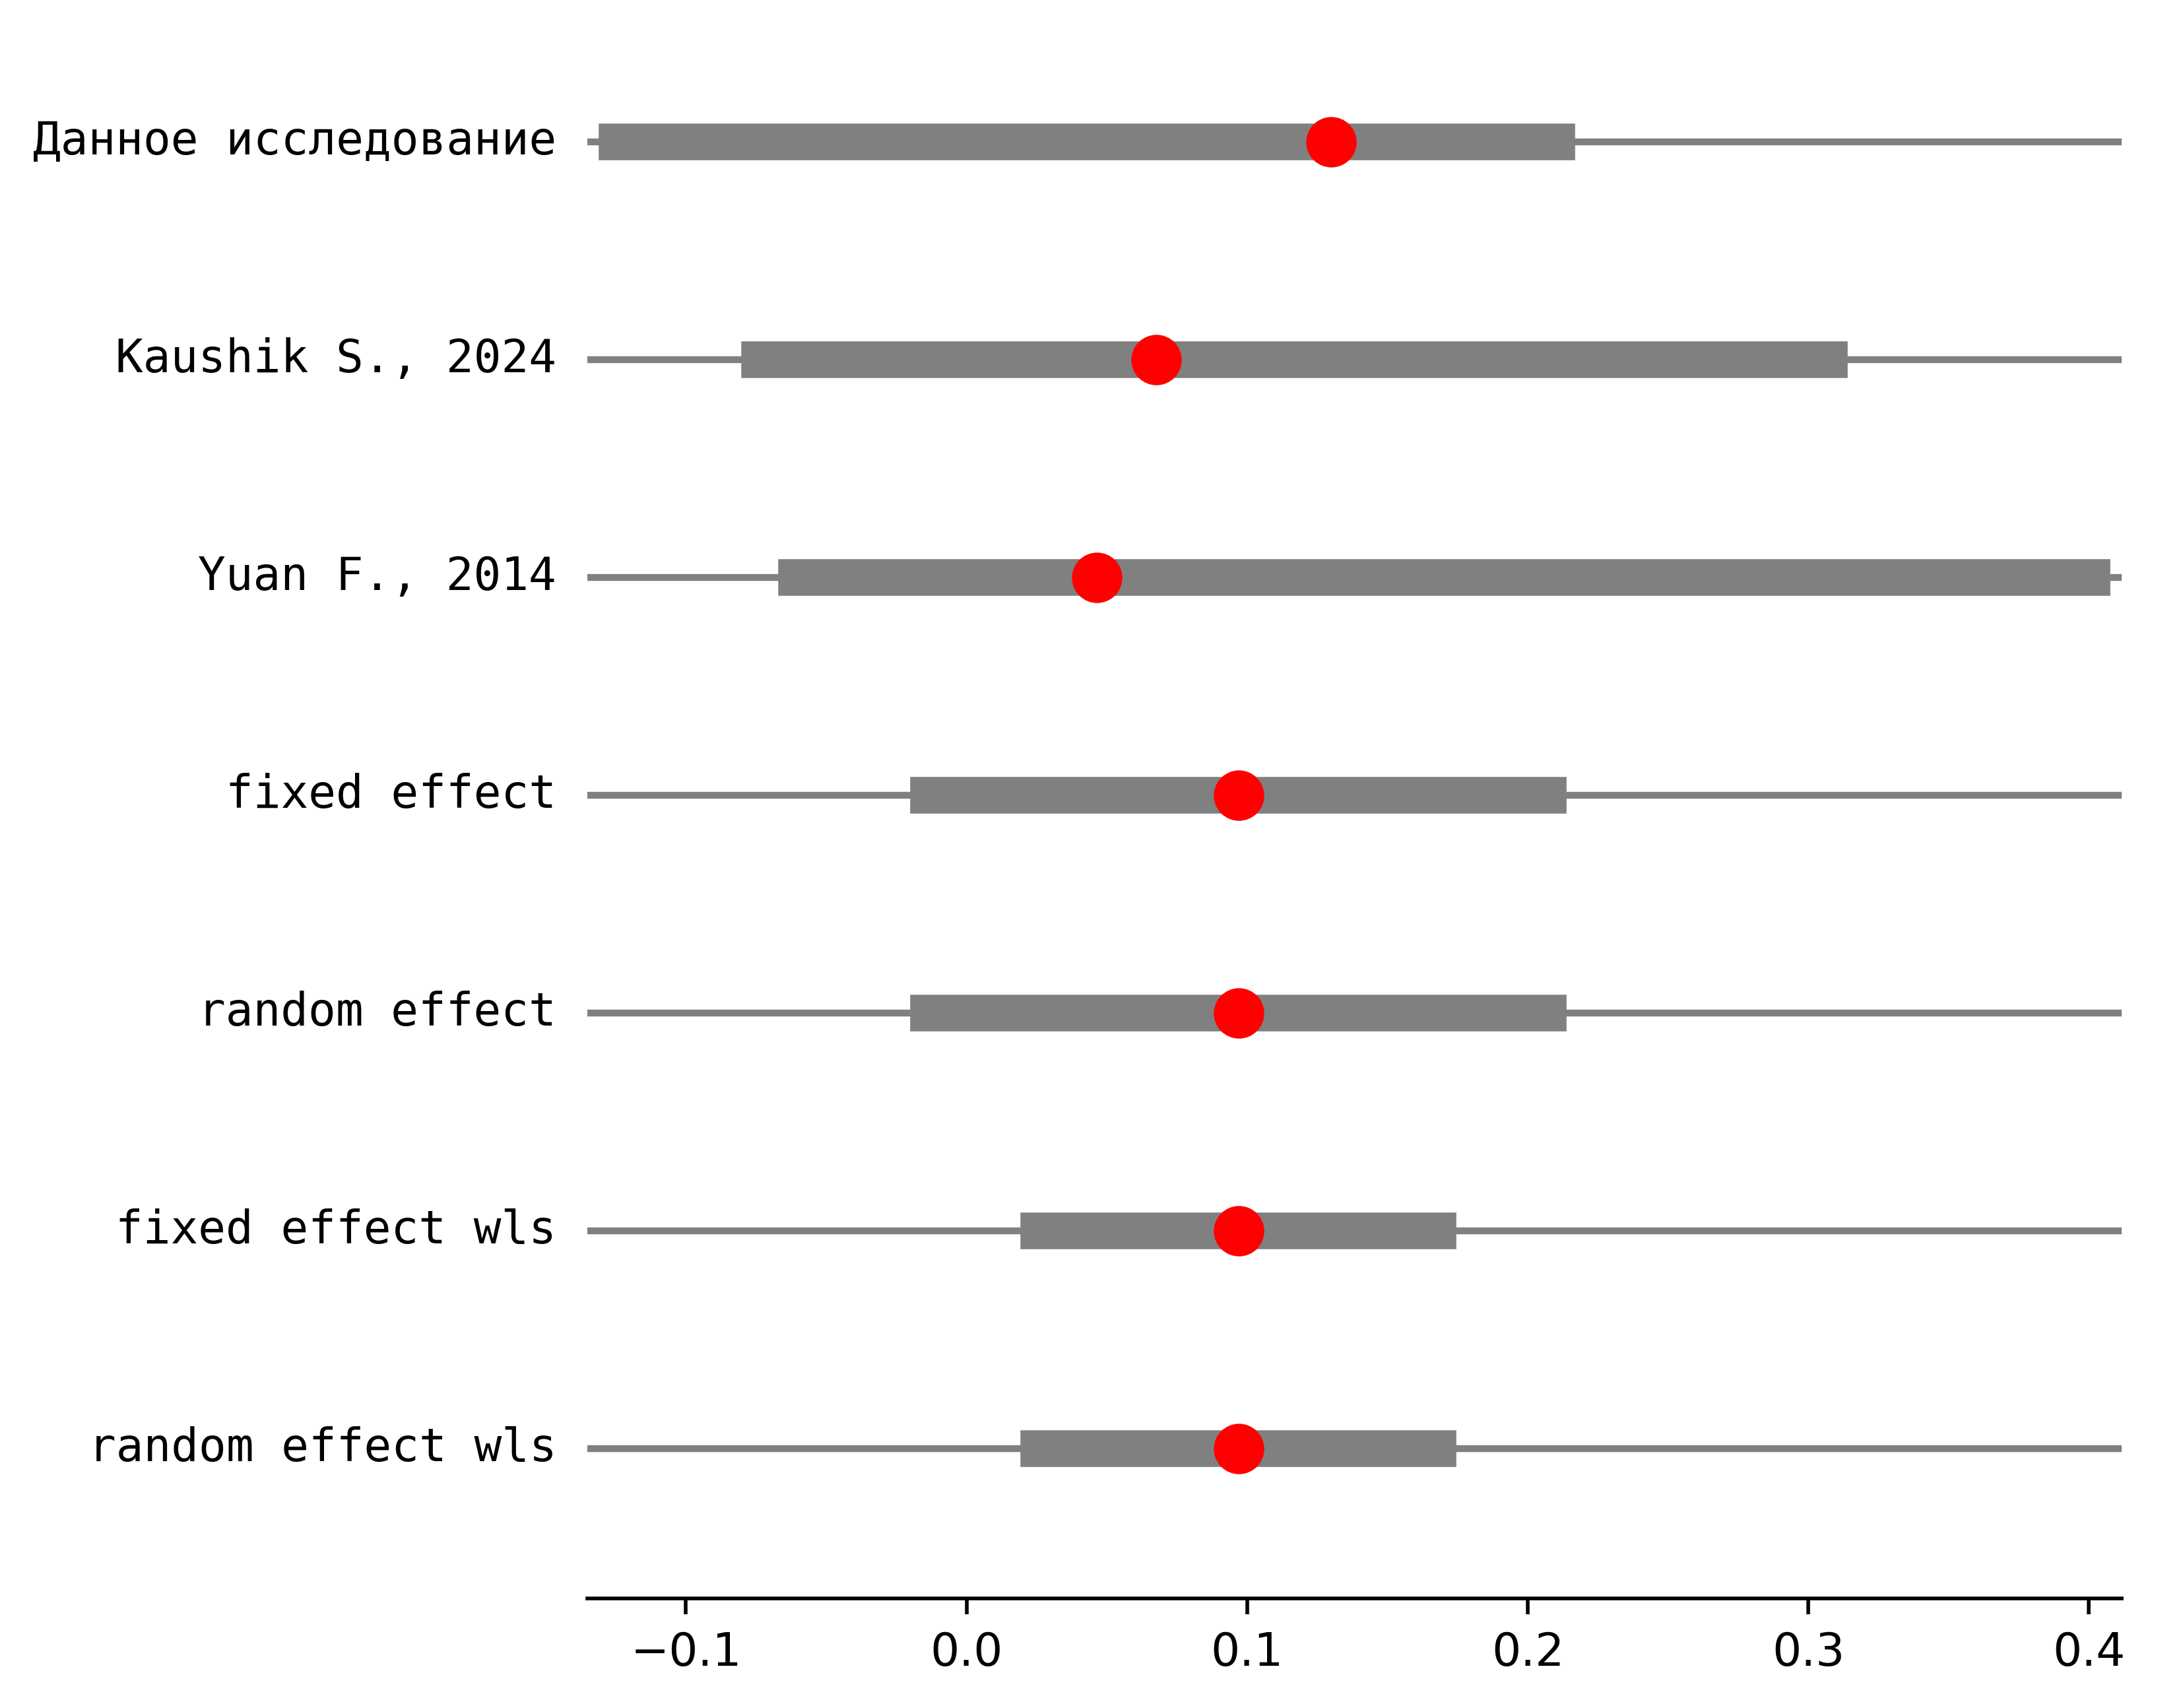 Данное исследование
Kaushik S., 2024
Yuan F., 2014
fixed effect
random effect
fixed effect wls
random effect wls
−0.1 0.0 0.1 0.2 0.3 0.4